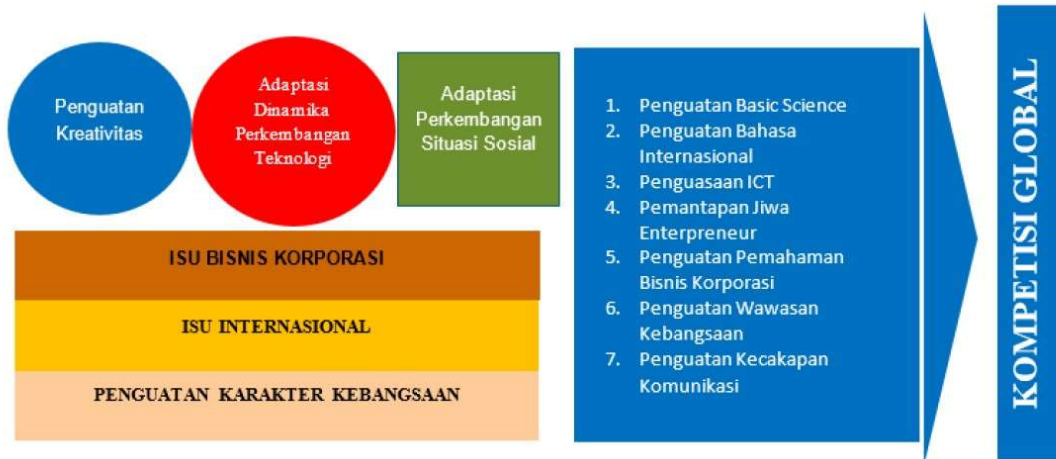 Penguatan
Kreativitas
Adaptasi
Dinamika
Perkembangan
Teknologi
Adaptasi
Perkembangan
Situasi Sosial
ISU BISNIS KORPORASI
ISU INTERNASIONAL
PENGUATAN KARAKTER KEBANGSAAN
1. Penguatan Basic Science
2. Penguatan Bahasa
Internasional
3. Penguasaan ICT
4. Pemantapan Jiwa
Enterpreneur
5. Penguatan Pemahaman
Bisnis Korporasi
6. Penguatan Wawasan
Kebangsaan
7. Penguatan Kecakapan
Komunikasi
KOMPETISI GLOBAL